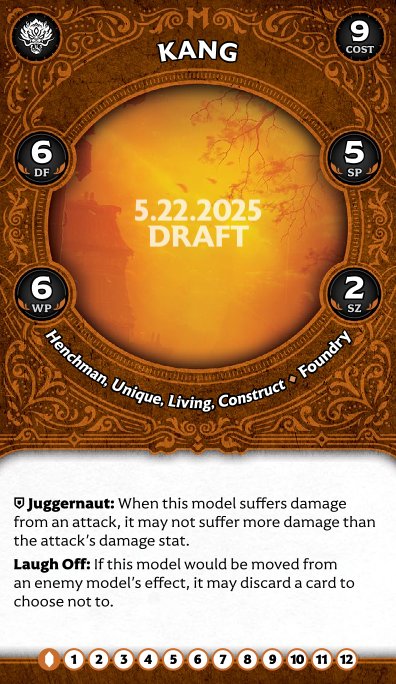 KANG
9
COST
6
DF
5
SP
5.22.2025
DRAFT
6
WP
2
SZ
Henchman, Unique, Living, Construct ♦ Foundry
Juggernaut: When this model suffers damage
from an attack, it may not suffer more damage than
the attack's damage stat.
Laugh Off: If this model would be moved from
an enemy model's effect, it may discard a card to
choose not to.
1 2 3 4 5 6 7 8 9 10 11 12